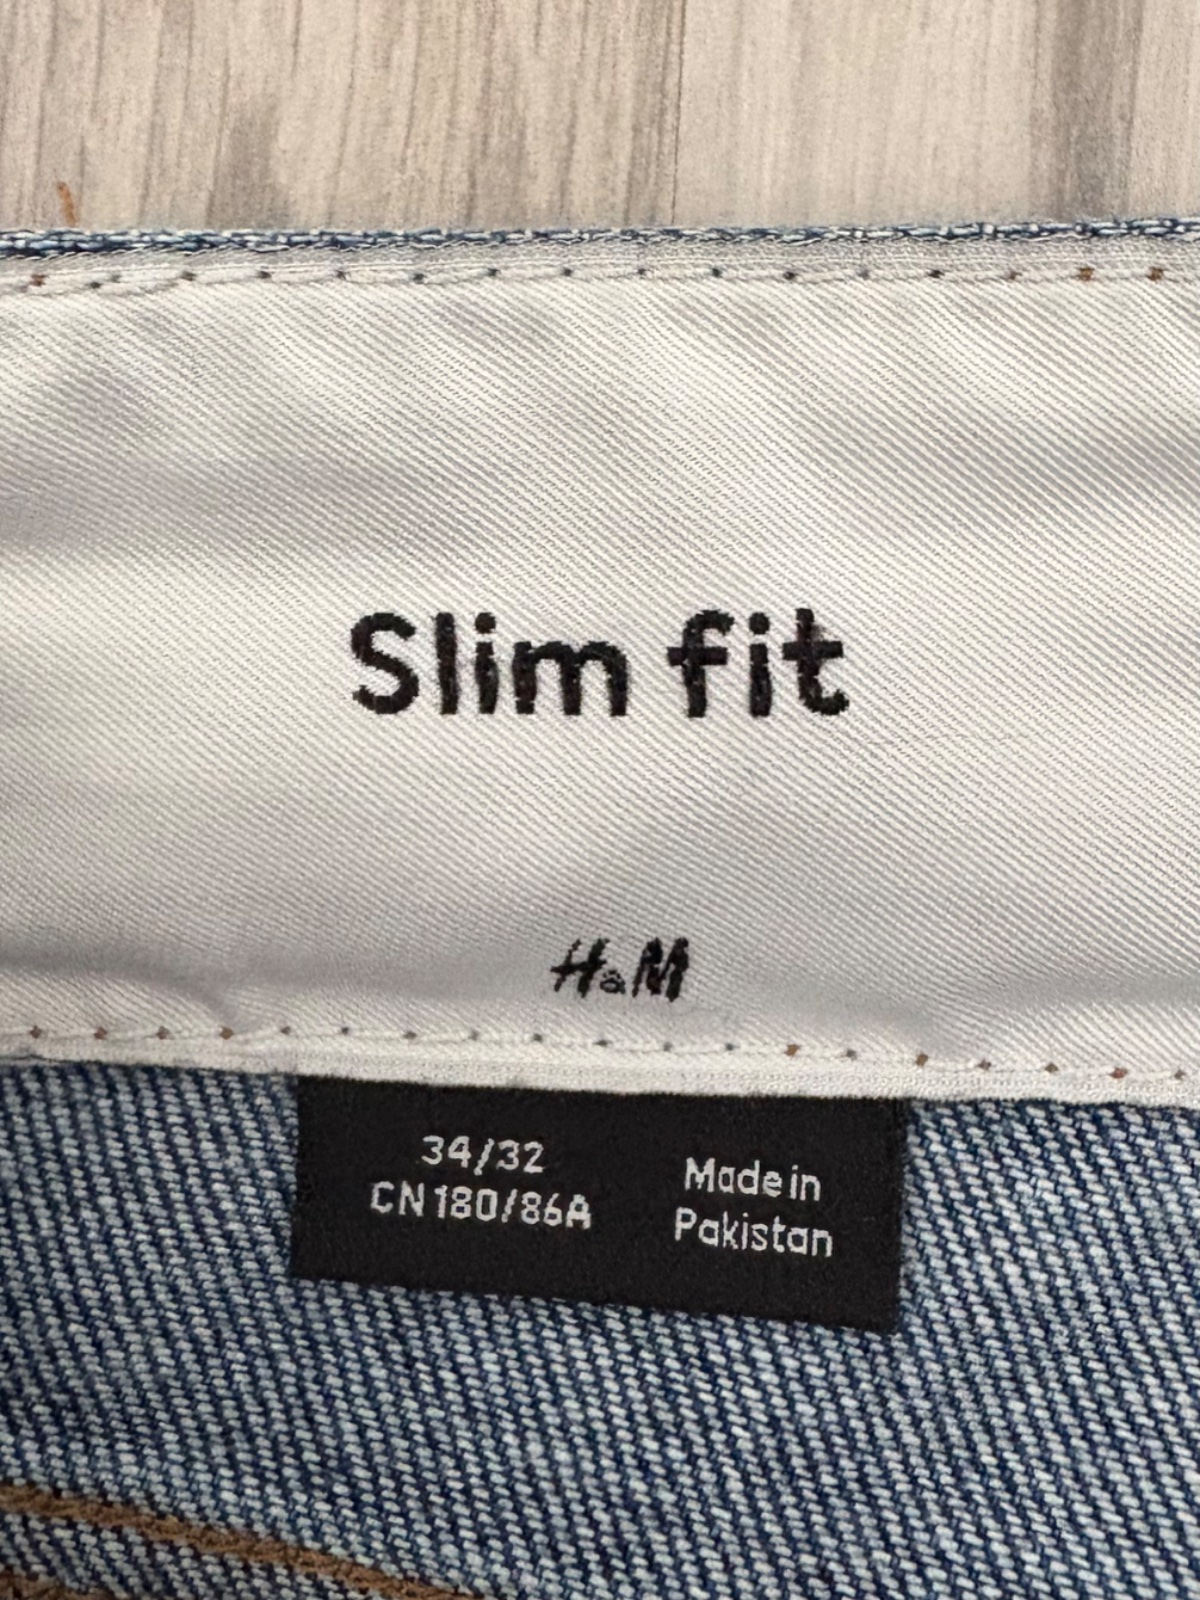 Slim fit
H&M
34/32
CN 180/86A
Made in
Pakistan